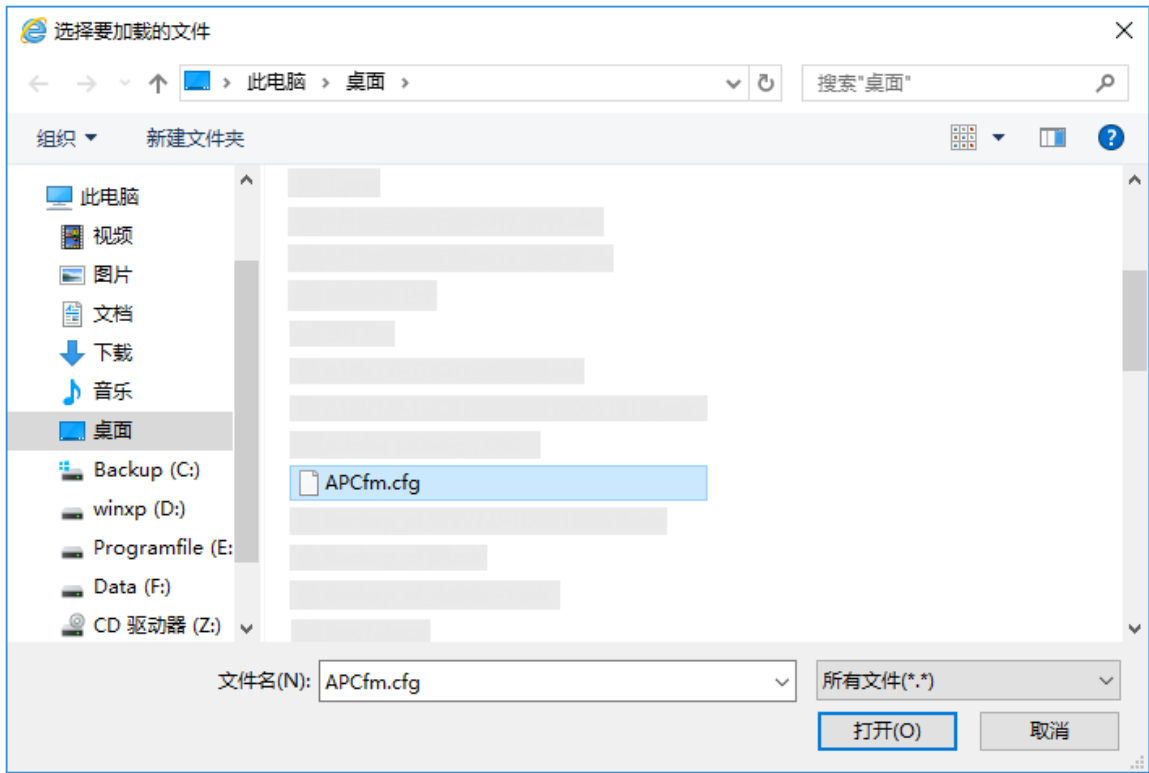 选择要加载的文件
此电脑 › 桌面 ›
搜索"桌面"
组织
新建文件夹
此电脑
视频
图片
文档
下载
音乐
桌面
Backup (C:)
winxp (D:)
Programfile (E:
Data (F:)
CD 驱动器 (Z:)
APCfm.cfg
文件名(N): APCfm.cfg
所有文件(*.*)
打开(O)
取消